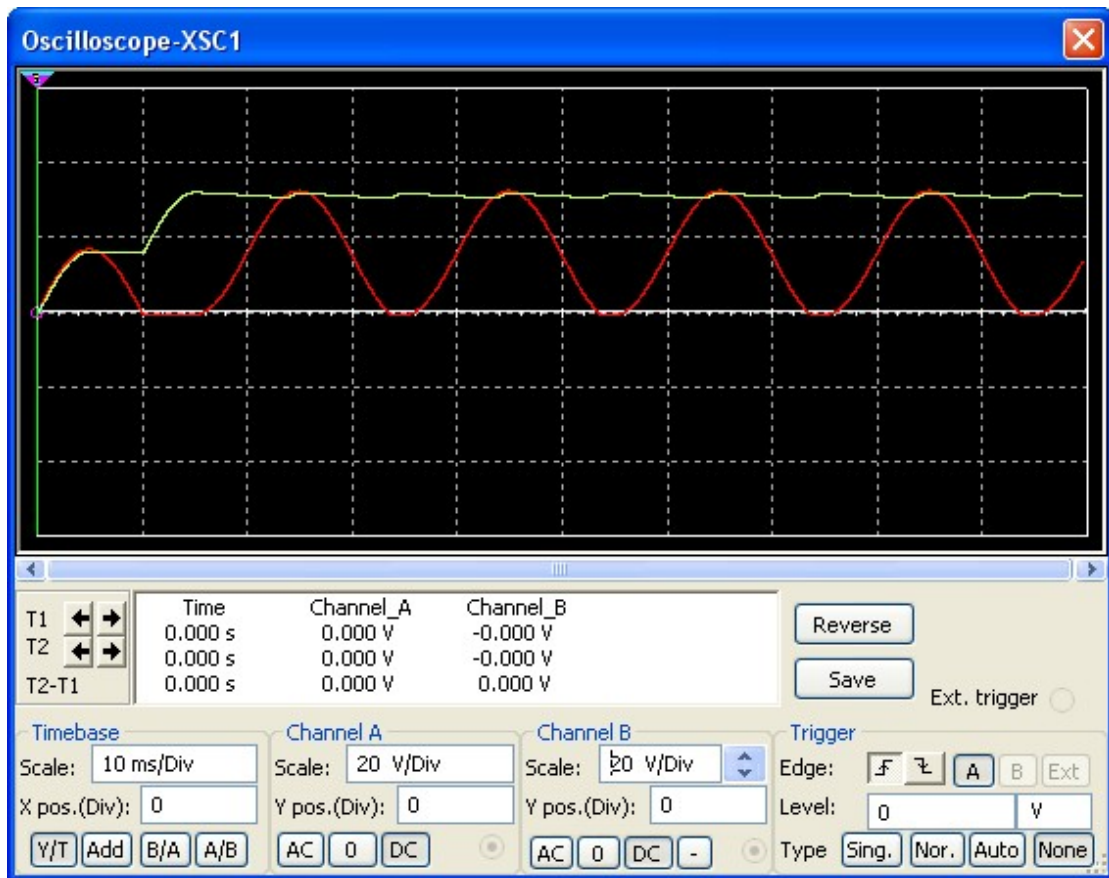 Oscilloscope-XSC1
Time Channel_A Channel_B
T1 0.000 s 0.000 V -0.000 V
T2 0.000 s 0.000 V -0.000 V
T2-T1 0.000 s 0.000 V 0.000 V
Reverse
Save
Ext. trigger
Timebase
Scale: 10 ms/Div
X pos.(Div): 0
Y/T Add B/A A/B
Channel A
Scale: 20 V/Div
Y pos.(Div): 0
AC 0 DC
Channel B
Scale: 20 V/Div
Y pos.(Div): 0
AC 0 DC -
Trigger
Edge: A B Ext
Level: 0 V
Type Sing. Nor. Auto None